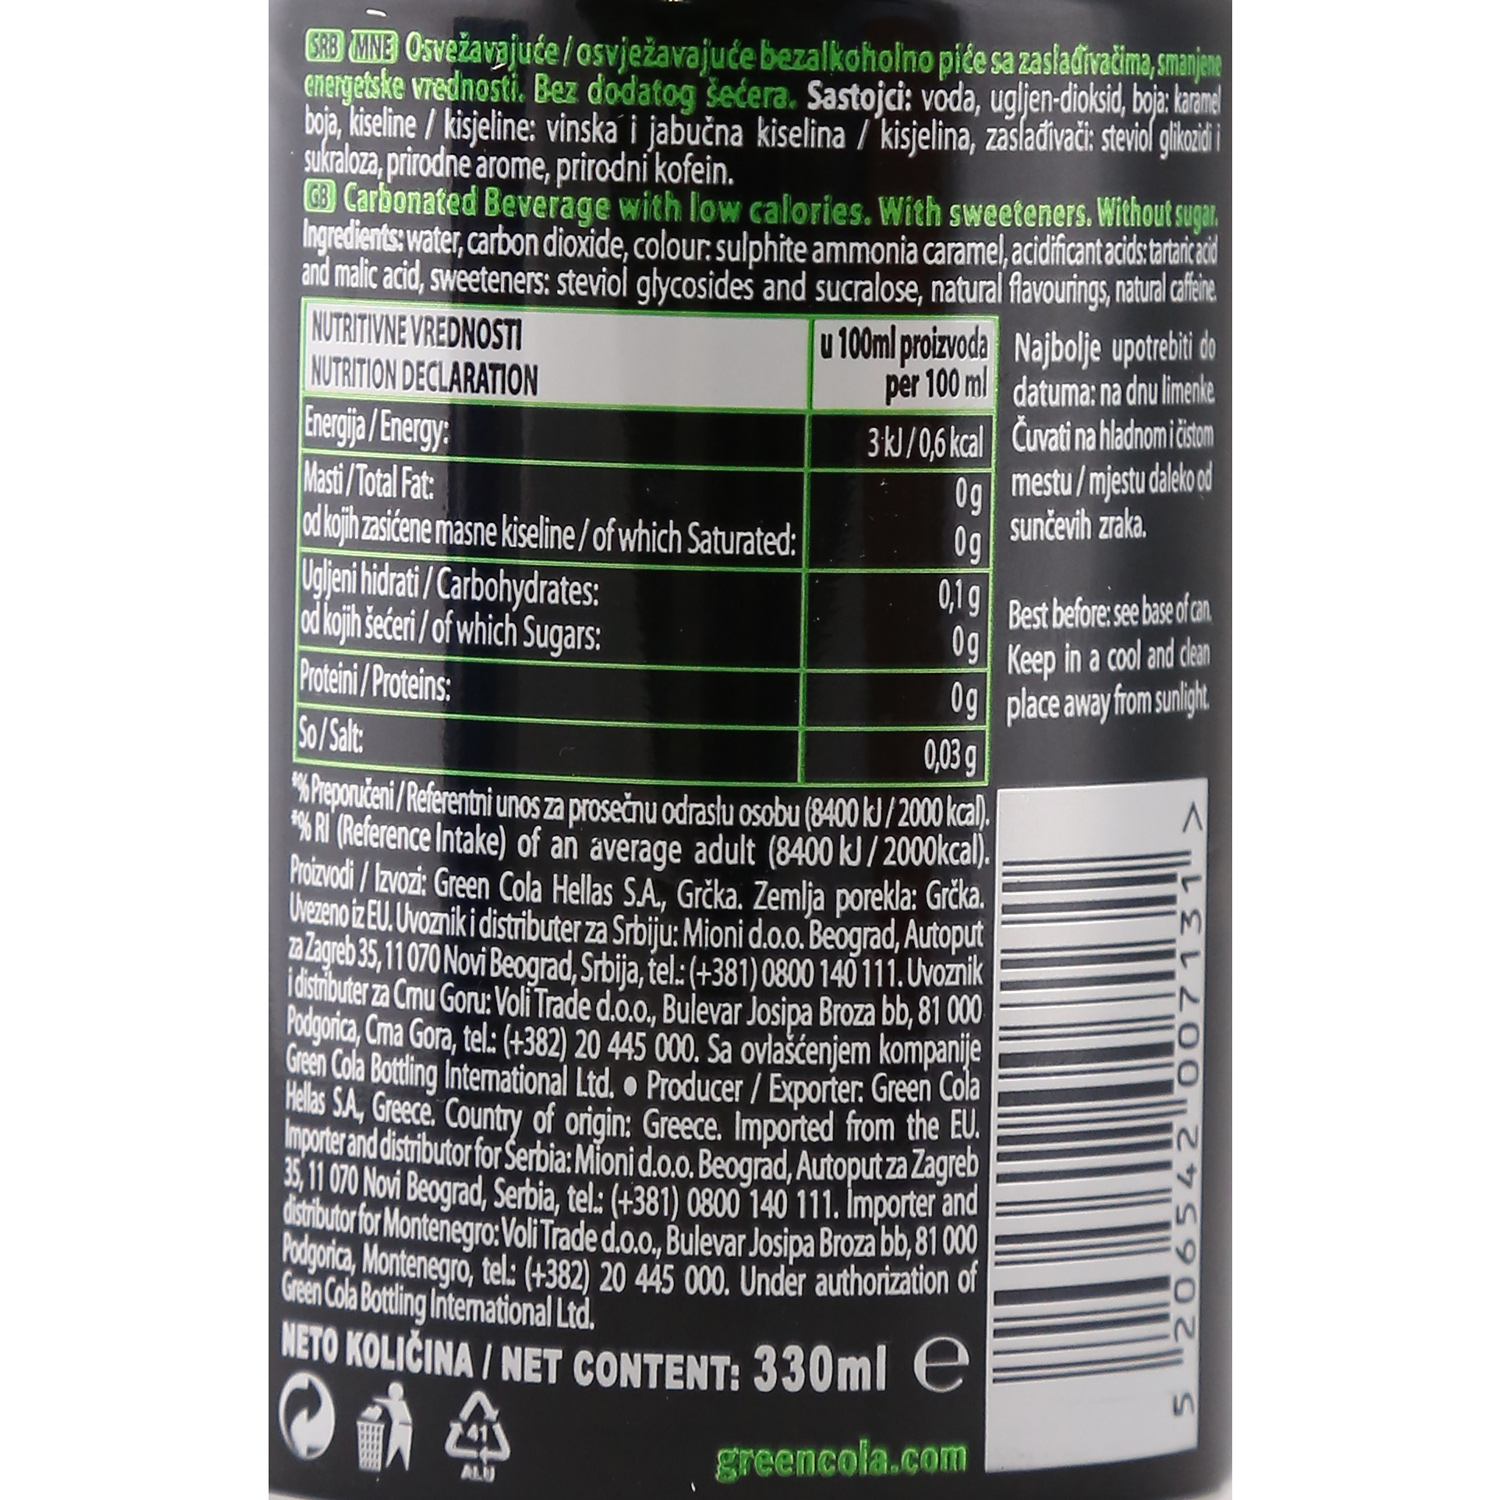 SRB MNE Osvežavajuće / osvježavajuće bezalkoholno piće sa zaslađivačima, smanjene
energetske vrednosti. Bez dodatog šećera. Sastojci: voda, ugljen-dioksid, boja: karamel
boja, kiseline / kisjeline: vinska i jabučna kiselina / kisjelina, zaslađivači: steviol glikozidi i
sukraloza, prirodne arome, prirodni kofein.
GB Carbonated Beverage with low calories. With sweeteners. Without sugar.
Ingredients: water, carbon dioxide, colour: sulphite ammonia caramel, acidificant acids: tartaric acid
and malic acid, sweeteners: steviol glycosides and sucralose, natural flavourings, natural caffeine.
NUTRITIVNE VREDNOSTI u 100ml proizvoda
NUTRITION DECLARATION per 100 ml
Energija / Energy: 3 kJ / 0,6 kcal
Masti / Total Fat: 0 g
od kojih zasićene masne kiseline / of which Saturated: 0 g
Ugljeni hidrati / Carbohydrates: 0,1 g
od kojih šećeri / of which Sugars: 0 g
Proteini / Proteins: 0 g
So / Salt: 0,03 g
Najbolje upotrebiti do
datuma: na dnu limenke.
Čuvati na hladnom i čistom
mestu / mjestu daleko od
sunčevih zraka.
Best before: see base of can.
Keep in a cool and clean
place away from sunlight.
*% Preporučeni / Referentni unos za prosečnu odraslu osobu (8400 kJ / 2000 kcal).
*% RI (Reference Intake) of an average adult (8400 kJ / 2000kcal).
Proizvodi / Izvozi: Green Cola Hellas S.A., Grčka. Zemlja porekla: Grčka.
Uvezeno iz EU. Uvoznik i distributer za Srbiju: Mioni d.o.o. Beograd, Autoput
za Zagreb 35, 11 070 Novi Beograd, Srbija, tel.: (+381) 0800 140 111. Uvoznik
i distributer za Crnu Goru: Voli Trade d.o.o., Bulevar Josipa Broza bb, 81 000
Podgorica, Crna Gora, tel.: (+382) 20 445 000. Sa ovlašćenjem kompanije
Green Cola Bottling International Ltd. ● Producer / Exporter: Green Cola
Hellas S.A., Greece. Country of origin: Greece. Imported from the EU.
Importer and distributor for Serbia: Mioni d.o.o. Beograd, Autoput za Zagreb
35, 11 070 Novi Beograd, Serbia, tel.: (+381) 0800 140 111. Importer and
distributor for Montenegro: Voli Trade d.o.o., Bulevar Josipa Broza bb, 81 000
Podgorica, Montenegro, tel.: (+382) 20 445 000. Under authorization of
Green Cola Bottling International Ltd.
NETO KOLIČINA / NET CONTENT: 330ml e
41
ALU
greencola.com
5 206542 007131 >